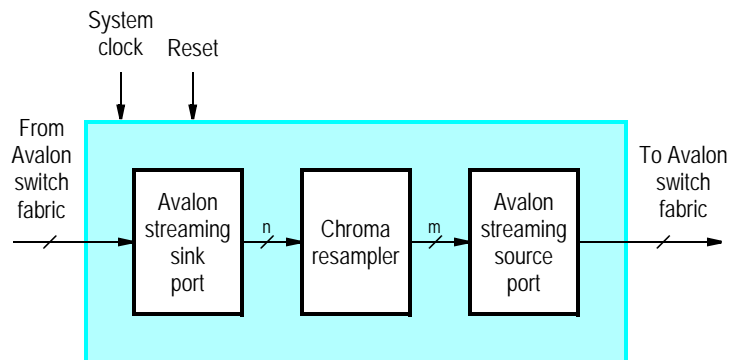 System
clock
Reset
From
Avalon
switch
fabric
To Avalon
switch
fabric
Avalon
streaming
sink
port
n
Chroma
resampler
m
Avalon
streaming
source
port